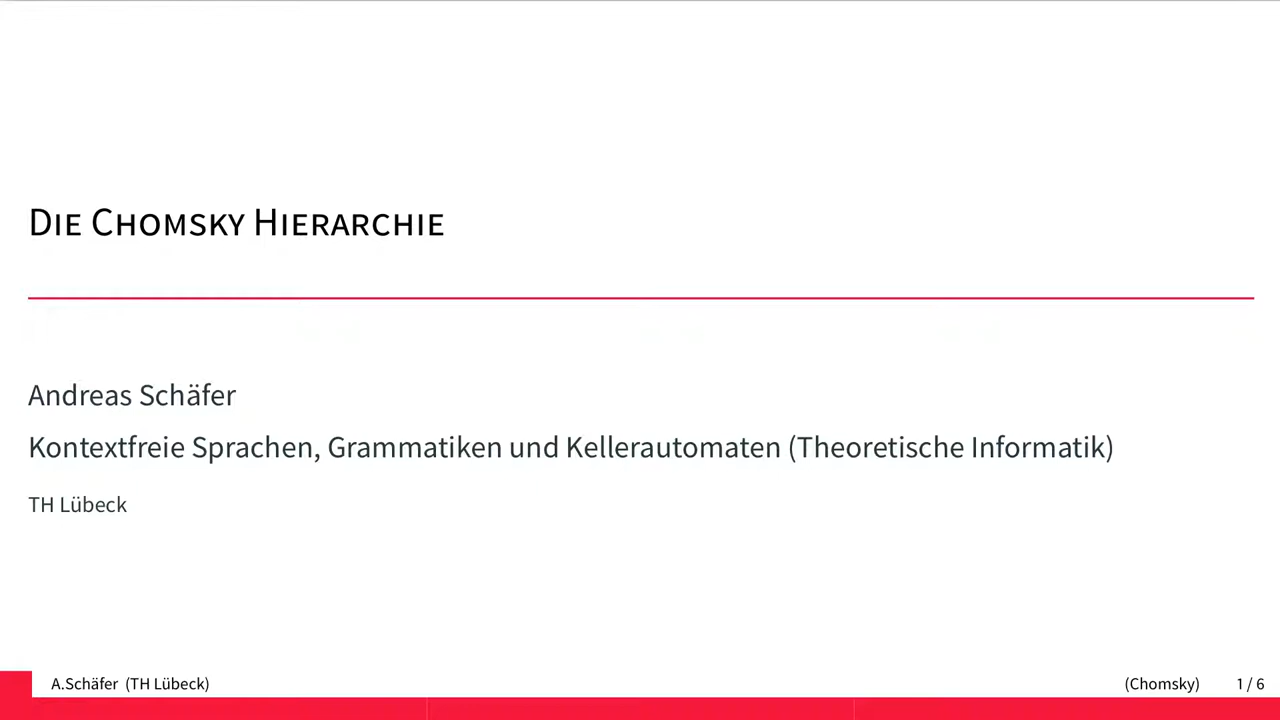 Die Chomsky Hierarchie
Andreas Schäfer
Kontextfreie Sprachen, Grammatiken und Kellerautomaten (Theoretische Informatik)
TH Lübeck
A.Schäfer (TH Lübeck) (Chomsky) 1 / 6